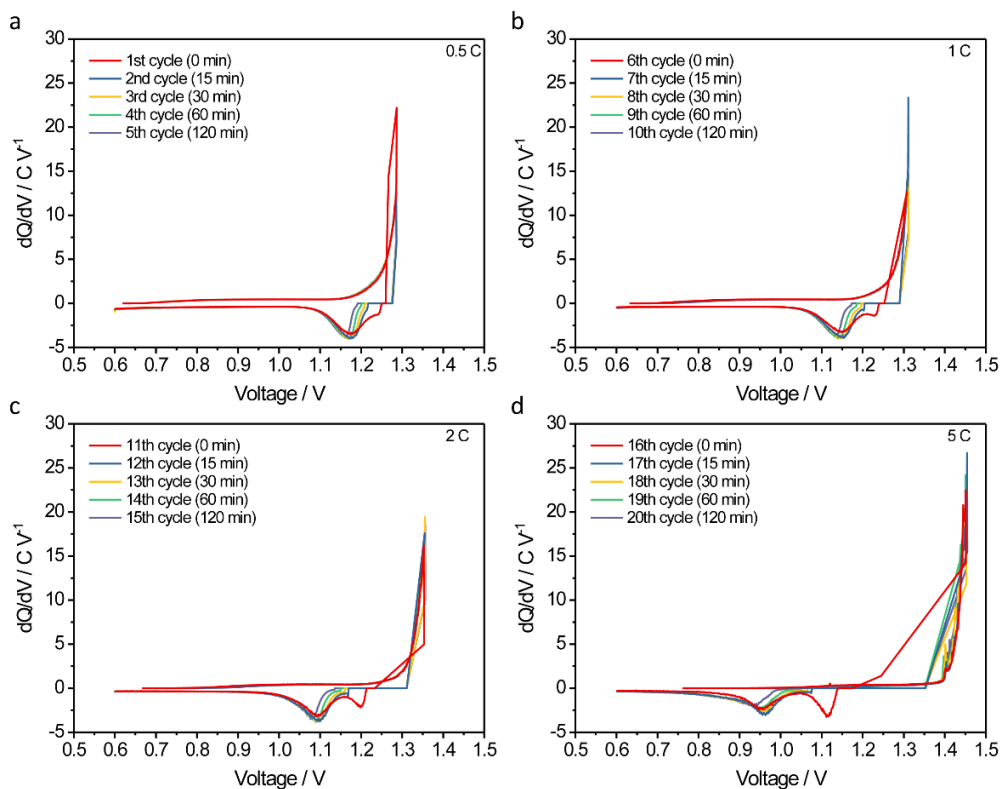 a
0.5 C
1st cycle (0 min)
2nd cycle (15 min)
3rd cycle (30 min)
4th cycle (60 min)
5th cycle (120 min)
30
25
20
15
10
5
0
-5
dQ/dV / C V⁻¹
0.5 0.6 0.7 0.8 0.9 1.0 1.1 1.2 1.3 1.4 1.5
Voltage / V
b
1 C
6th cycle (0 min)
7th cycle (15 min)
8th cycle (30 min)
9th cycle (60 min)
10th cycle (120 min)
30
25
20
15
10
5
0
-5
dQ/dV / C V⁻¹
0.5 0.6 0.7 0.8 0.9 1.0 1.1 1.2 1.3 1.4 1.5
Voltage / V
c
2 C
11th cycle (0 min)
12th cycle (15 min)
13th cycle (30 min)
14th cycle (60 min)
15th cycle (120 min)
30
25
20
15
10
5
0
-5
dQ/dV / C V⁻¹
0.5 0.6 0.7 0.8 0.9 1.0 1.1 1.2 1.3 1.4 1.5
Voltage / V
d
5 C
16th cycle (0 min)
17th cycle (15 min)
18th cycle (30 min)
19th cycle (60 min)
20th cycle (120 min)
30
25
20
15
10
5
0
-5
dQ/dV / C V⁻¹
0.5 0.6 0.7 0.8 0.9 1.0 1.1 1.2 1.3 1.4 1.5
Voltage / V